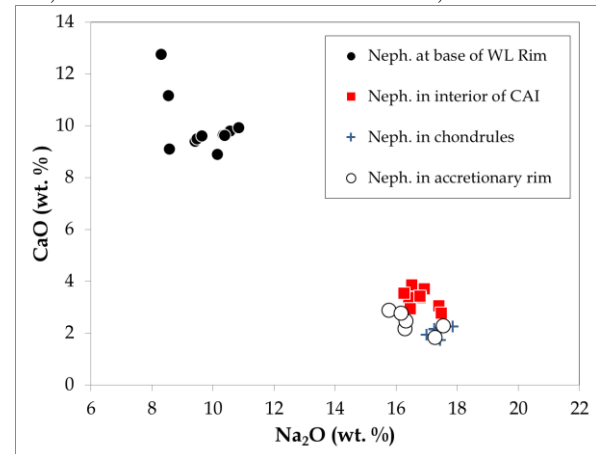 14
12
10
8
6
4
2
0
CaO (wt. %)
Neph. at base of WL Rim
Neph. in interior of CAI
Neph. in chondrules
Neph. in accretionary rim
6 8 10 12 14 16 18 20 22
Na₂O (wt. %)